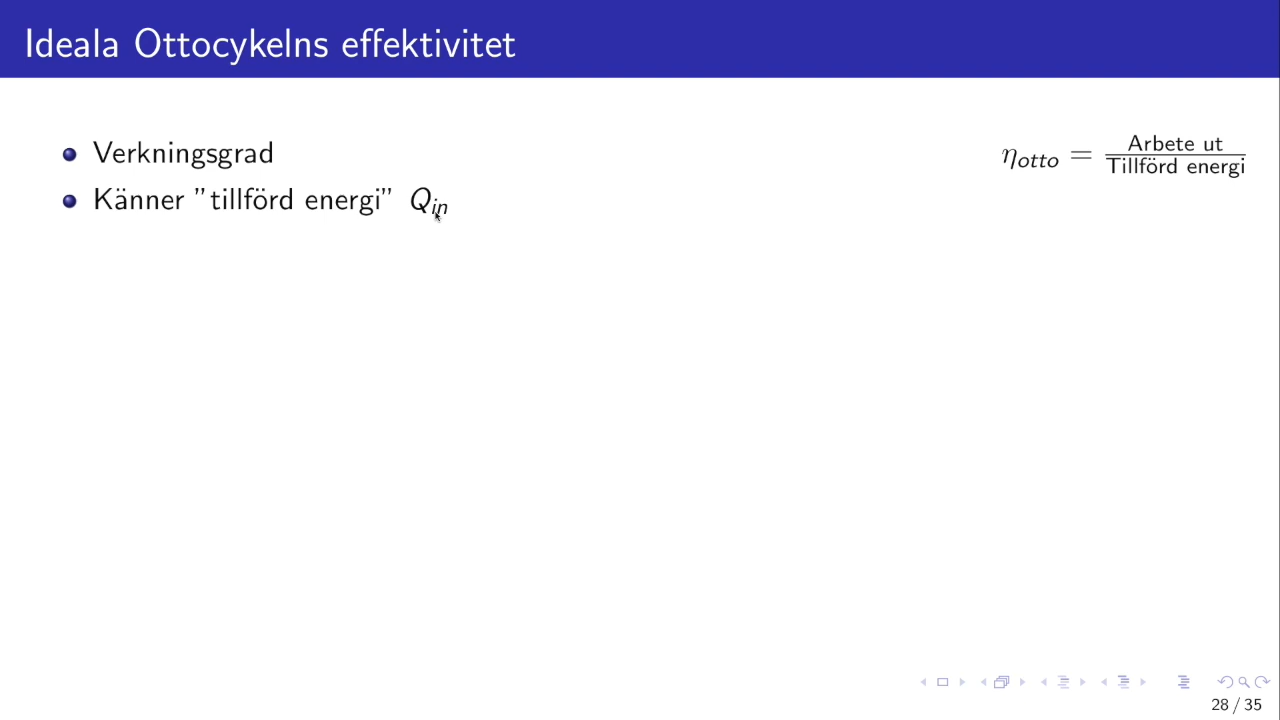 Ideala Ottocykelns effektivitet
Verkningsgrad
η_otto = Arbete ut / Tillförd energi
Känner "tillförd energi" Q_in
28 / 35